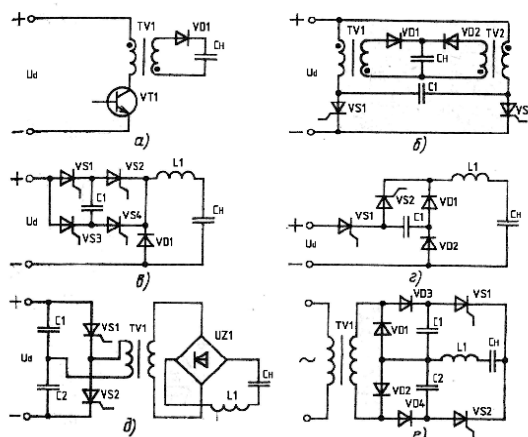 +
TV1
VD1
Cн
Ud
VT1
−
а)
+
TV1
VD1
VD2
TV2
Cн
Ud
C1
VS1
VS
−
б)
VS1
VS2
L1
+
C1
Cн
Ud
VS3
VS4
VD1
−
в)
L1
VS2
VD1
VS1
C1
Cн
+
Ud
VD2
−
г)
+
C1
VS1
TV1
UZ1
Ud
Cн
C2
VS2
L1
−
д)
VD3
VS1
TV1
C1
VD1
Cн
~
L1
VD2
C2
VD4
VS2
е)